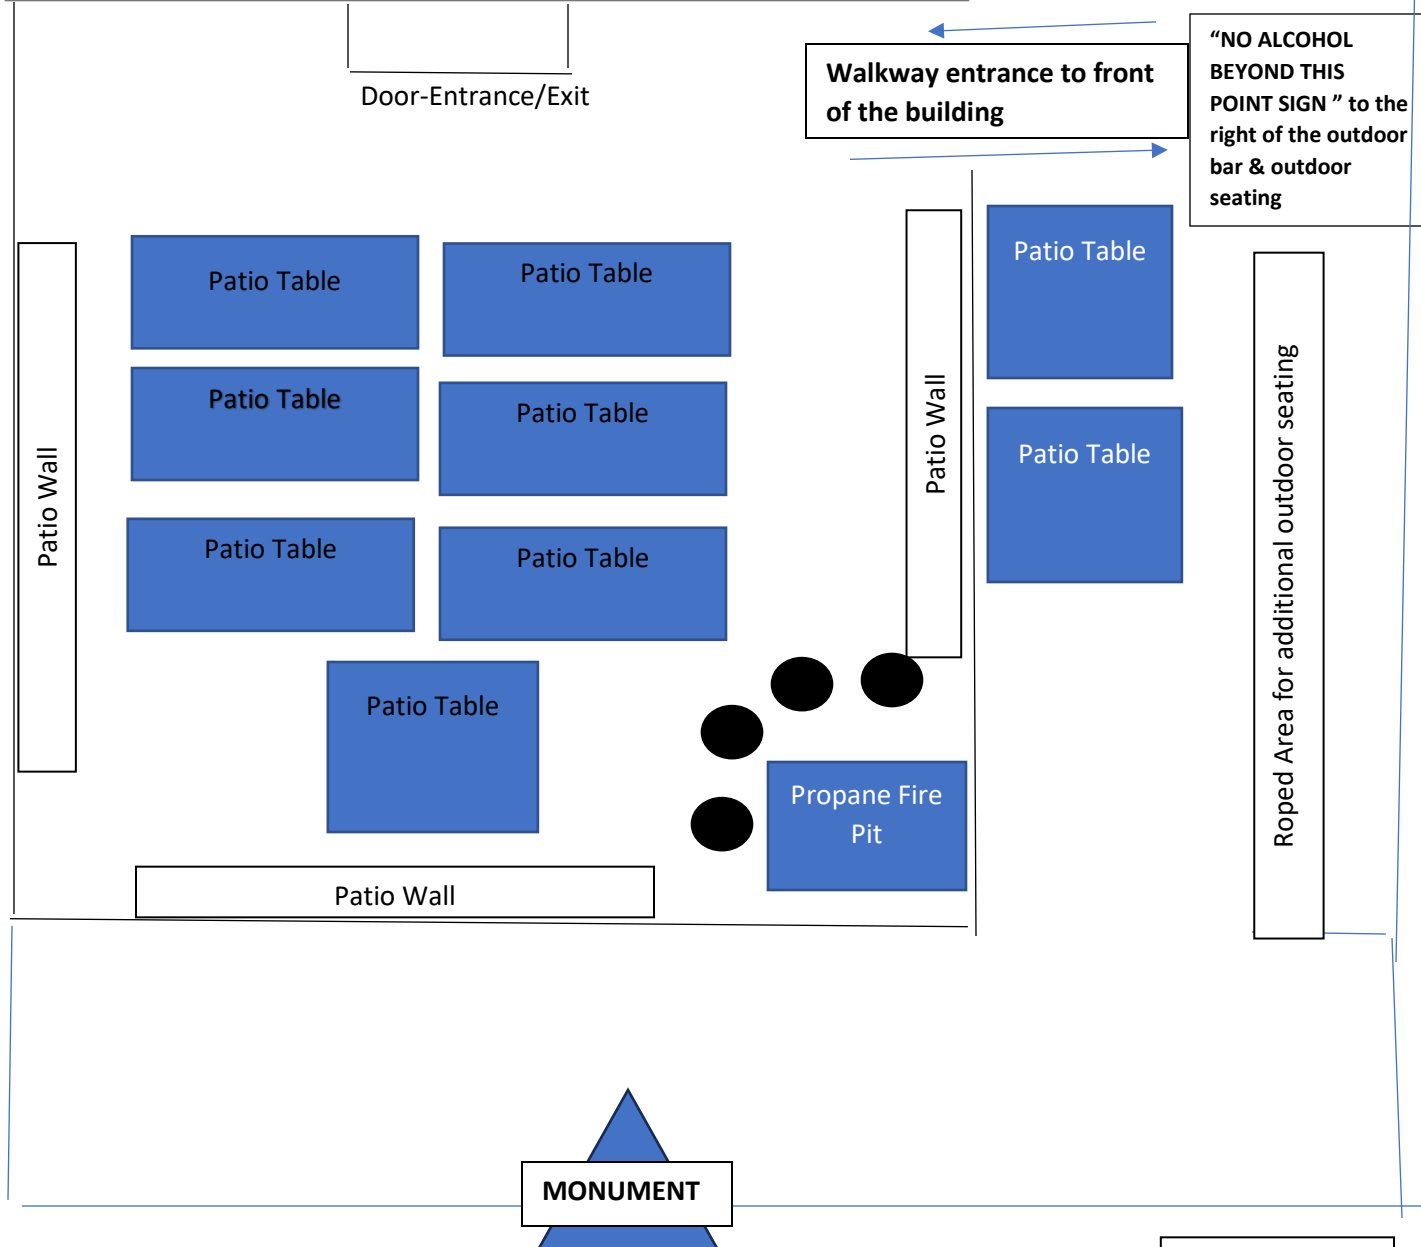 Door-Entrance/Exit
Walkway entrance to front
of the building
“NO ALCOHOL
BEYOND THIS
POINT SIGN ” to the
right of the outdoor
bar & outdoor
seating
Patio Table
Patio Table
Patio Table
Patio Table
Patio Table
Patio Table
Patio Table
Patio Table
Patio Table
Patio Wall
Patio Wall
Roped Area for additional outdoor seating
Propane Fire
Pit
Patio Wall
MONUMENT